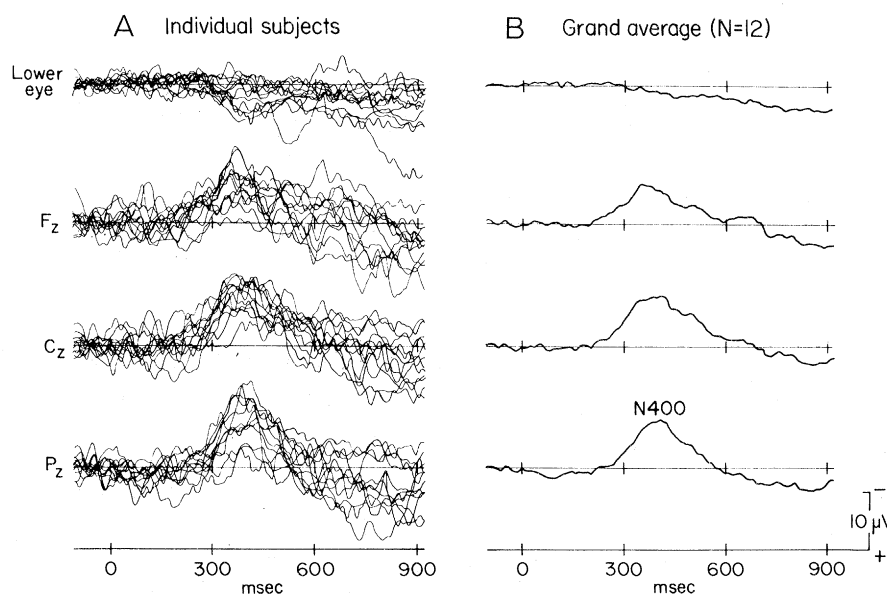 A Individual subjects
B Grand average (N=12)
Lower
eye
Fz
Cz
Pz
N400
−
10 μV
+
0 300 600 900
msec
0 300 600 900
msec